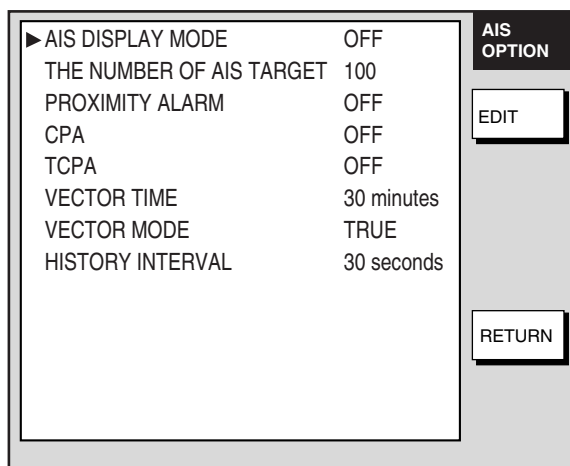 AIS DISPLAY MODE OFF
THE NUMBER OF AIS TARGET 100
PROXIMITY ALARM OFF
CPA OFF
TCPA OFF
VECTOR TIME 30 minutes
VECTOR MODE TRUE
HISTORY INTERVAL 30 seconds
AIS
OPTION
EDIT
RETURN